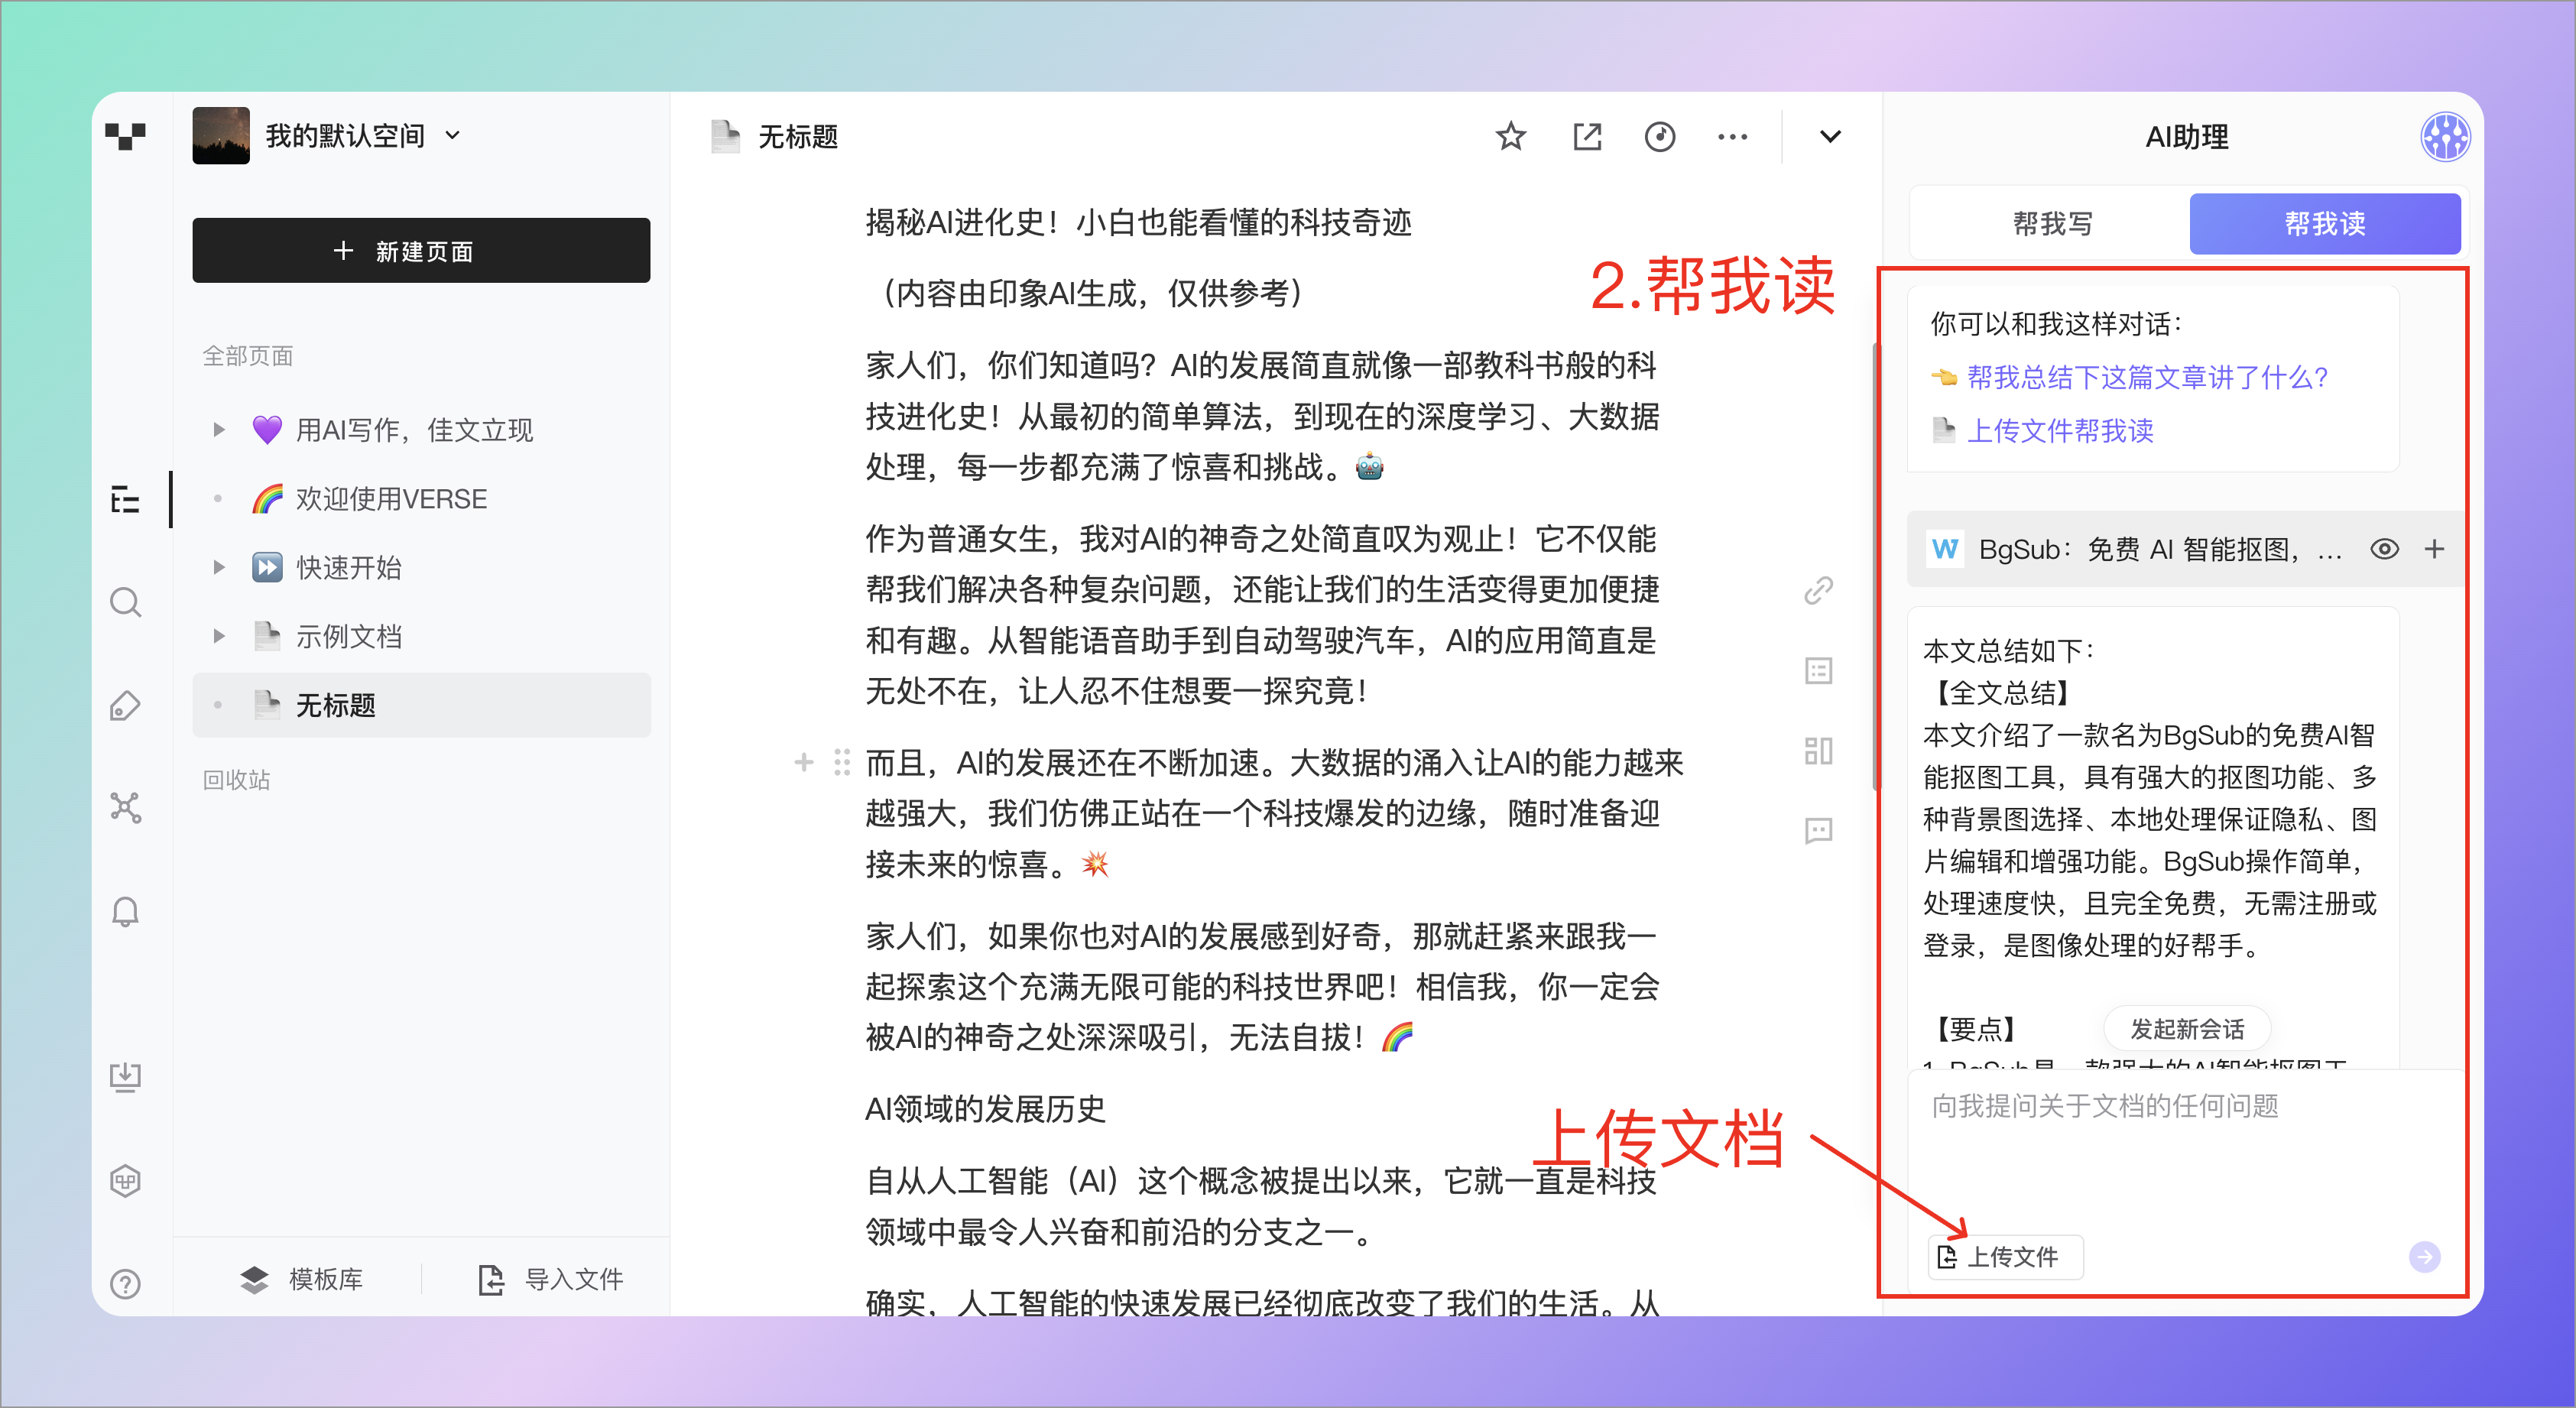 我的默认空间
新建页面
全部页面
用AI写作，佳文立现
欢迎使用VERSE
快速开始
示例文档
无标题
回收站
模板库
导入文件
无标题
揭秘AI进化史！小白也能看懂的科技奇迹
（内容由印象AI生成，仅供参考）
家人们，你们知道吗？AI的发展简直就像一部教科书般的科
技进化史！从最初的简单算法，到现在的深度学习、大数据
处理，每一步都充满了惊喜和挑战。🤖
作为普通女生，我对AI的神奇之处简直叹为观止！它不仅能
帮我们解决各种复杂问题，还能让我们的生活变得更加便捷
和有趣。从智能语音助手到自动驾驶汽车，AI的应用简直是
无处不在，让人忍不住想要一探究竟！
而且，AI的发展还在不断加速。大数据的涌入让AI的能力越来
越强大，我们仿佛正站在一个科技爆发的边缘，随时准备迎
接未来的惊喜。💥
家人们，如果你也对AI的发展感到好奇，那就赶紧来跟我一
起探索这个充满无限可能的科技世界吧！相信我，你一定会
被AI的神奇之处深深吸引，无法自拔！🌈
AI领域的发展历史
自从人工智能（AI）这个概念被提出以来，它就一直是科技
领域中最令人兴奋和前沿的分支之一。
确实，人工智能的快速发展已经彻底改变了我们的生活。从
2.帮我读
上传文档
AI助理
帮我写
帮我读
你可以和我这样对话：
👈 帮我总结下这篇文章讲了什么？
上传文件帮我读
W
BgSub：免费 AI 智能抠图，...
本文总结如下：
【全文总结】
本文介绍了一款名为BgSub的免费AI智
能抠图工具，具有强大的抠图功能、多
种背景图选择、本地处理保证隐私、图
片编辑和增强功能。BgSub操作简单，
处理速度快，且完全免费，无需注册或
登录，是图像处理的好帮手。
【要点】
发起新会话
1. BgSub是一款强大的AI智能抠图工
向我提问关于文档的任何问题
上传文件